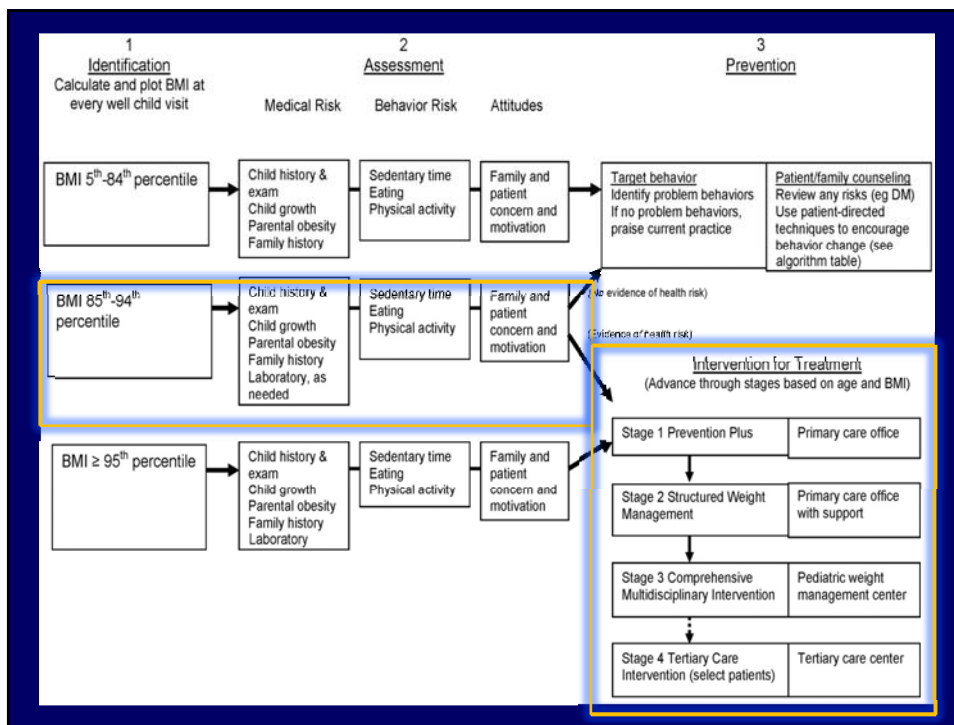 1
Identification
Calculate and plot BMI at
every well child visit
2
Assessment
Medical Risk
Behavior Risk
Attitudes
3
Prevention
BMI 5th-84th percentile
Child history &
exam
Child growth
Parental obesity
Family history
Sedentary time
Eating
Physical activity
Family and
patient
concern and
motivation
Target behavior
Identify problem behaviors
If no problem behaviors,
praise current practice
Patient/family counseling
Review any risks (eg DM)
Use patient-directed
techniques to encourage
behavior change (see
algorithm table)
BMI 85th-94th
percentile
Child history &
exam
Child growth
Parental obesity
Family history
Laboratory, as
needed
Sedentary time
Eating
Physical activity
Family and
patient
concern and
motivation
(No evidence of health risk)
(Evidence of health risk)
Intervention for Treatment
(Advance through stages based on age and BMI)
BMI ≥ 95th percentile
Child history &
exam
Child growth
Parental obesity
Family history
Laboratory
Sedentary time
Eating
Physical activity
Family and
patient
concern and
motivation
Stage 1 Prevention Plus
Primary care office
Stage 2 Structured Weight
Management
Primary care office
with support
Stage 3 Comprehensive
Multidisciplinary Intervention
Pediatric weight
management center
Stage 4 Tertiary Care
Intervention (select patients)
Tertiary care center